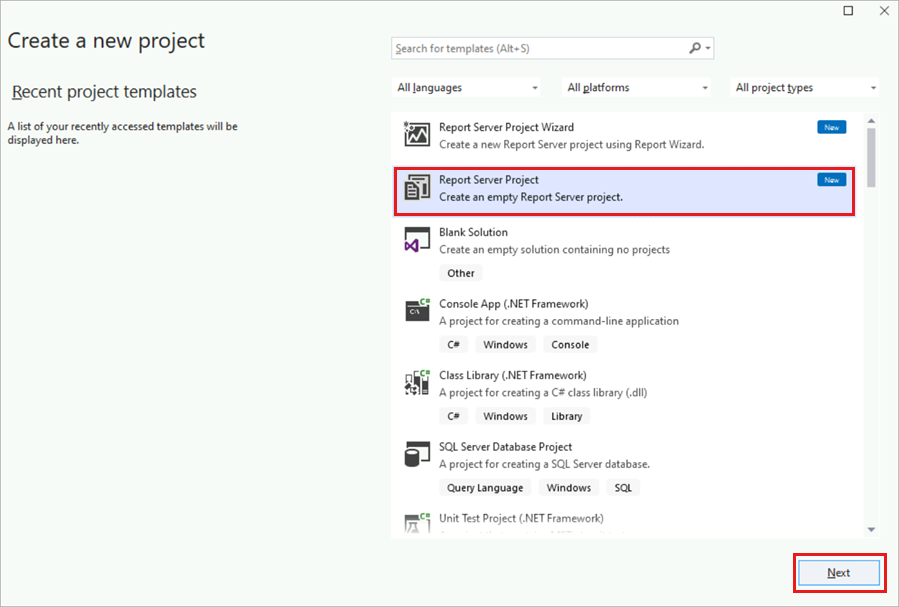 Create a new project
Recent project templates
A list of your recently accessed templates will be
displayed here.
Search for templates (Alt+S)
All languages
All platforms
All project types
Report Server Project Wizard
New
Create a new Report Server project using Report Wizard.
Report Server Project
New
Create an empty Report Server project.
Blank Solution
Create an empty solution containing no projects
Other
C#
Console App (.NET Framework)
A project for creating a command-line application
C# Windows Console
C#
Class Library (.NET Framework)
A project for creating a C# class library (.dll)
C# Windows Library
SQL Server Database Project
A project for creating a SQL Server database.
Query Language Windows SQL
C#
Unit Test Project (.NET Framework)
Next